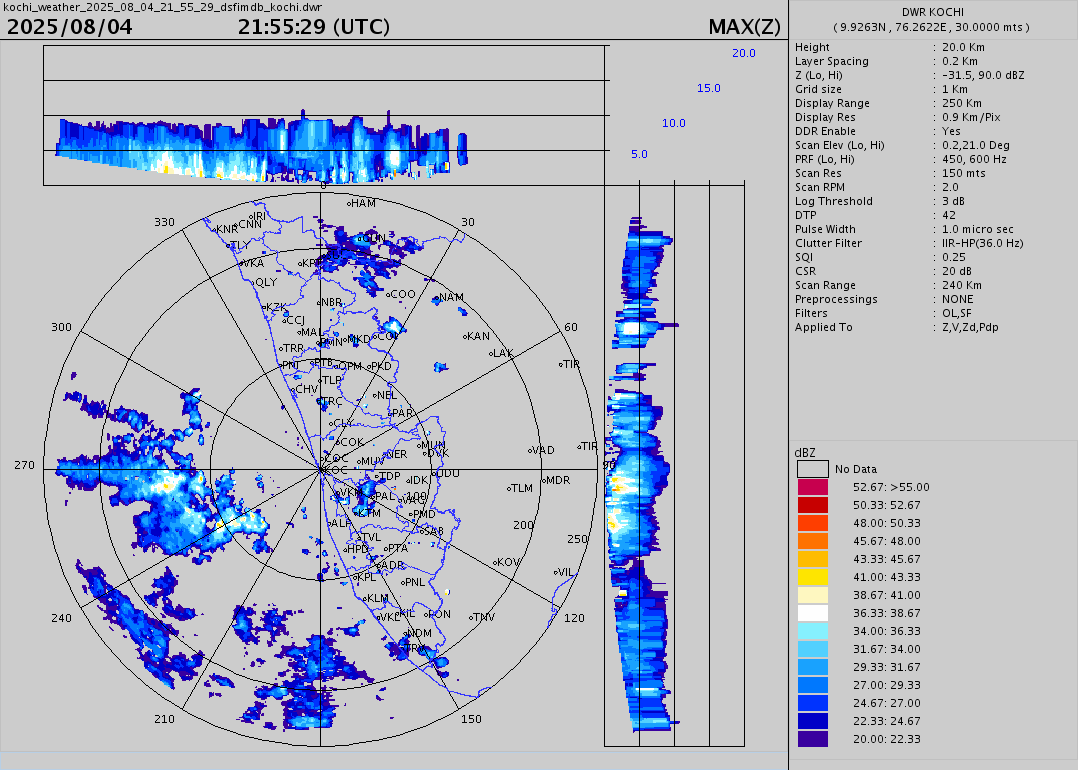 kochi_weather_2025_08_04_21_55_29_dsfimdb_kochi.dwr
2025/08/04 21:55:29 (UTC) MAX(Z)
20.0
15.0
10.0
5.0
DWR KOCHI
( 9.9263N , 76.2622E , 30.0000 mts )
Height : 20.0 Km
Layer Spacing : 0.2 Km
Z (Lo, Hi) : -31.5, 90.0 dBZ
Grid size : 1 Km
Display Range : 250 Km
Display Res : 0.9 Km/Pix
DDR Enable : Yes
Scan Elev (Lo, Hi) : 0.2,21.0 Deg
PRF (Lo, Hi) : 450, 600 Hz
Scan Res : 150 mts
Scan RPM : 2.0
Log Threshold : 3 dB
DTP : 42
Pulse Width : 1.0 micro sec
Clutter Filter : IIR-HP(36.0 Hz)
SQI : 0.25
CSR : 20 dB
Scan Range : 240 Km
Preprocessings : NONE
Filters : OL,SF
Applied To : Z,V,Zd,Pdp
0
HAM
IRI
330 30
CNN
KNR
TLY
VKA
QLY
COO
NAM
NBR
KZK
CCJ
300 60
MAL
KAN
TRR
LAK
PNJ
PTB
OPM
PKD
TIR
TLP
CHV
NEL
TRC
PAR
CLY
COK
MUN
TIR
NER
DVK
VAD
COC
MUV
270 90
KOC
TDP
UDU
IDK
MDR
TLM
VKM
PAL
100
VAG
KTM
PMD
ALP
200
SAB
TVL
250
HPD
PTA
KOV
ADR
VIL
KPL
PNL
KLM
240 120
KIL
PON
VKL
TNV
NDM
TRV
210 150
dBZ
No Data
52.67: >55.00
50.33: 52.67
48.00: 50.33
45.67: 48.00
43.33: 45.67
41.00: 43.33
38.67: 41.00
36.33: 38.67
34.00: 36.33
31.67: 34.00
29.33: 31.67
27.00: 29.33
24.67: 27.00
22.33: 24.67
20.00: 22.33